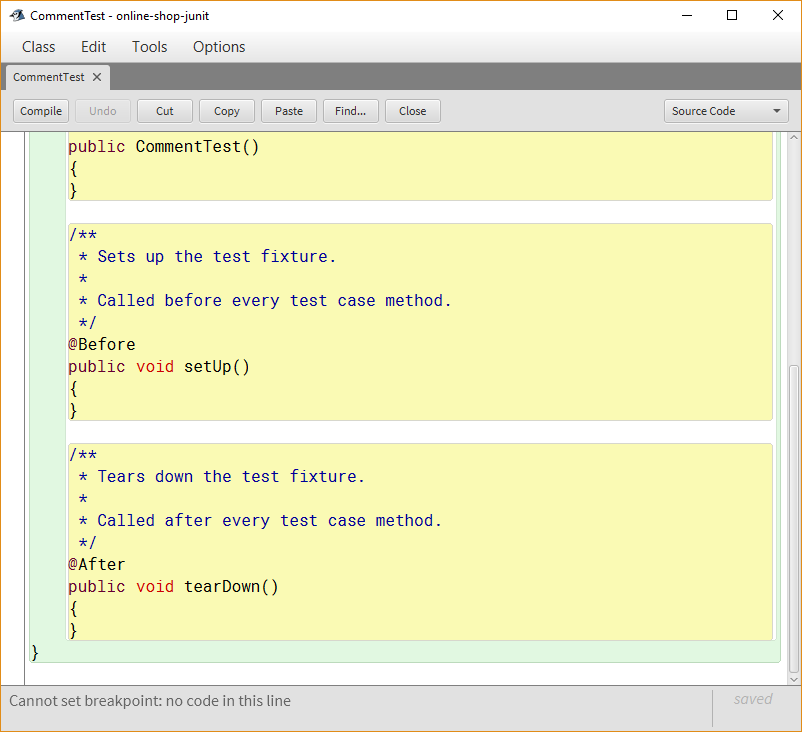 CommentTest - online-shop-junit
Class Edit Tools Options
CommentTest
Compile Undo Cut Copy Paste Find... Close Source Code
public CommentTest()
{
}
/**
 * Sets up the test fixture.
 *
 * Called before every test case method.
 */
@Before
public void setUp()
{
}
/**
 * Tears down the test fixture.
 *
 * Called after every test case method.
 */
@After
public void tearDown()
{
}
}
Cannot set breakpoint: no code in this line saved